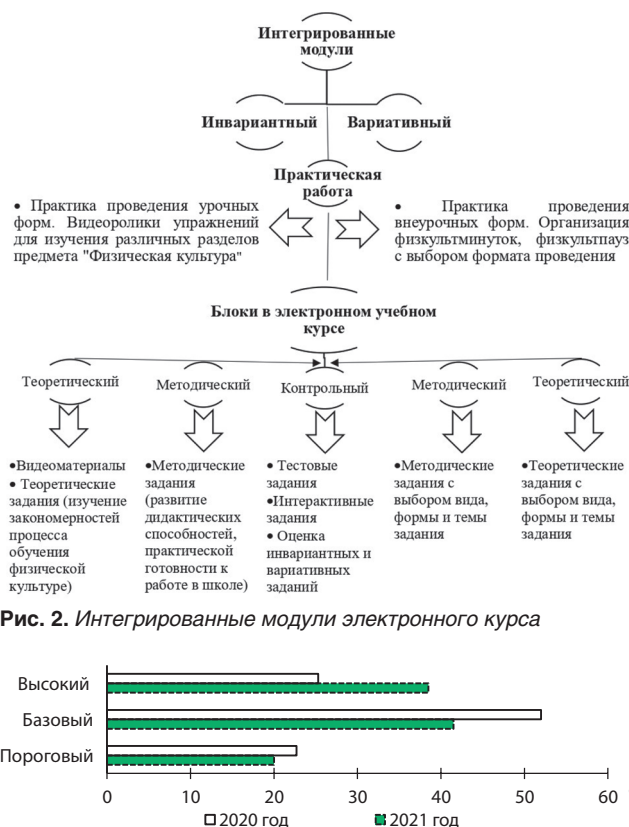 Интегрированные
модули
Инвариантный
Вариативный
Практическая
работа
• Практика проведения урочных
форм. Видеоролики упражнений
для изучения различных разделов
предмета "Физическая культура"
• Практика проведения
внеурочных форм. Организация
физкультминуток, физкультпауз
с выбором формата проведения
Блоки в электронном учебном
курсе
Теоретический
Методический
Контрольный
Методический
Теоретический
•Видеоматериалы
• Теоретические
задания (изучение
закономерностей
процесса
обучения
физической
культуре)
•Методические
задания
(развитие
дидактических
способностей,
практической
готовности к
работе в школе)
• Тестовые
задания
•Интерактивные
задания
• Оценка
инвариантных и
вариативных
заданий
•Методические
задания с
выбором вида,
формы и темы
задания
•Теоретические
задания с
выбором вида,
формы и темы
задания
Рис. 2. Интегрированные модули электронного курса
Высокий
Базовый
Пороговый
0 10 20 30 40 50 60
2020 год 2021 год